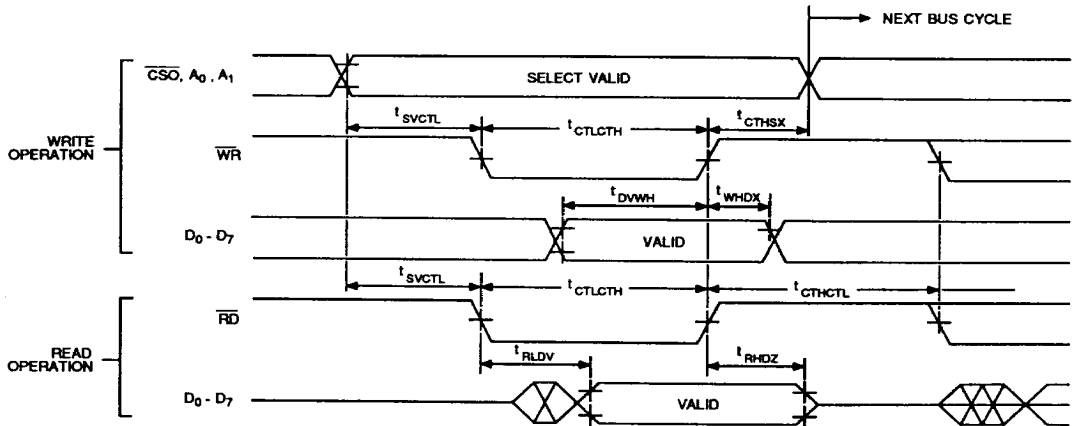 NEXT BUS CYCLE
CSO, A0, A1
SELECT VALID
tSVCTL
tCTLCTH
tCTHSX
WRITE
OPERATION
WR
tDVWH
tWHDX
D0 - D7
VALID
tSVCTL
tCTLCTH
tCTHCTL
RD
READ
OPERATION
tRLDV
tRHDZ
D0 - D7
VALID